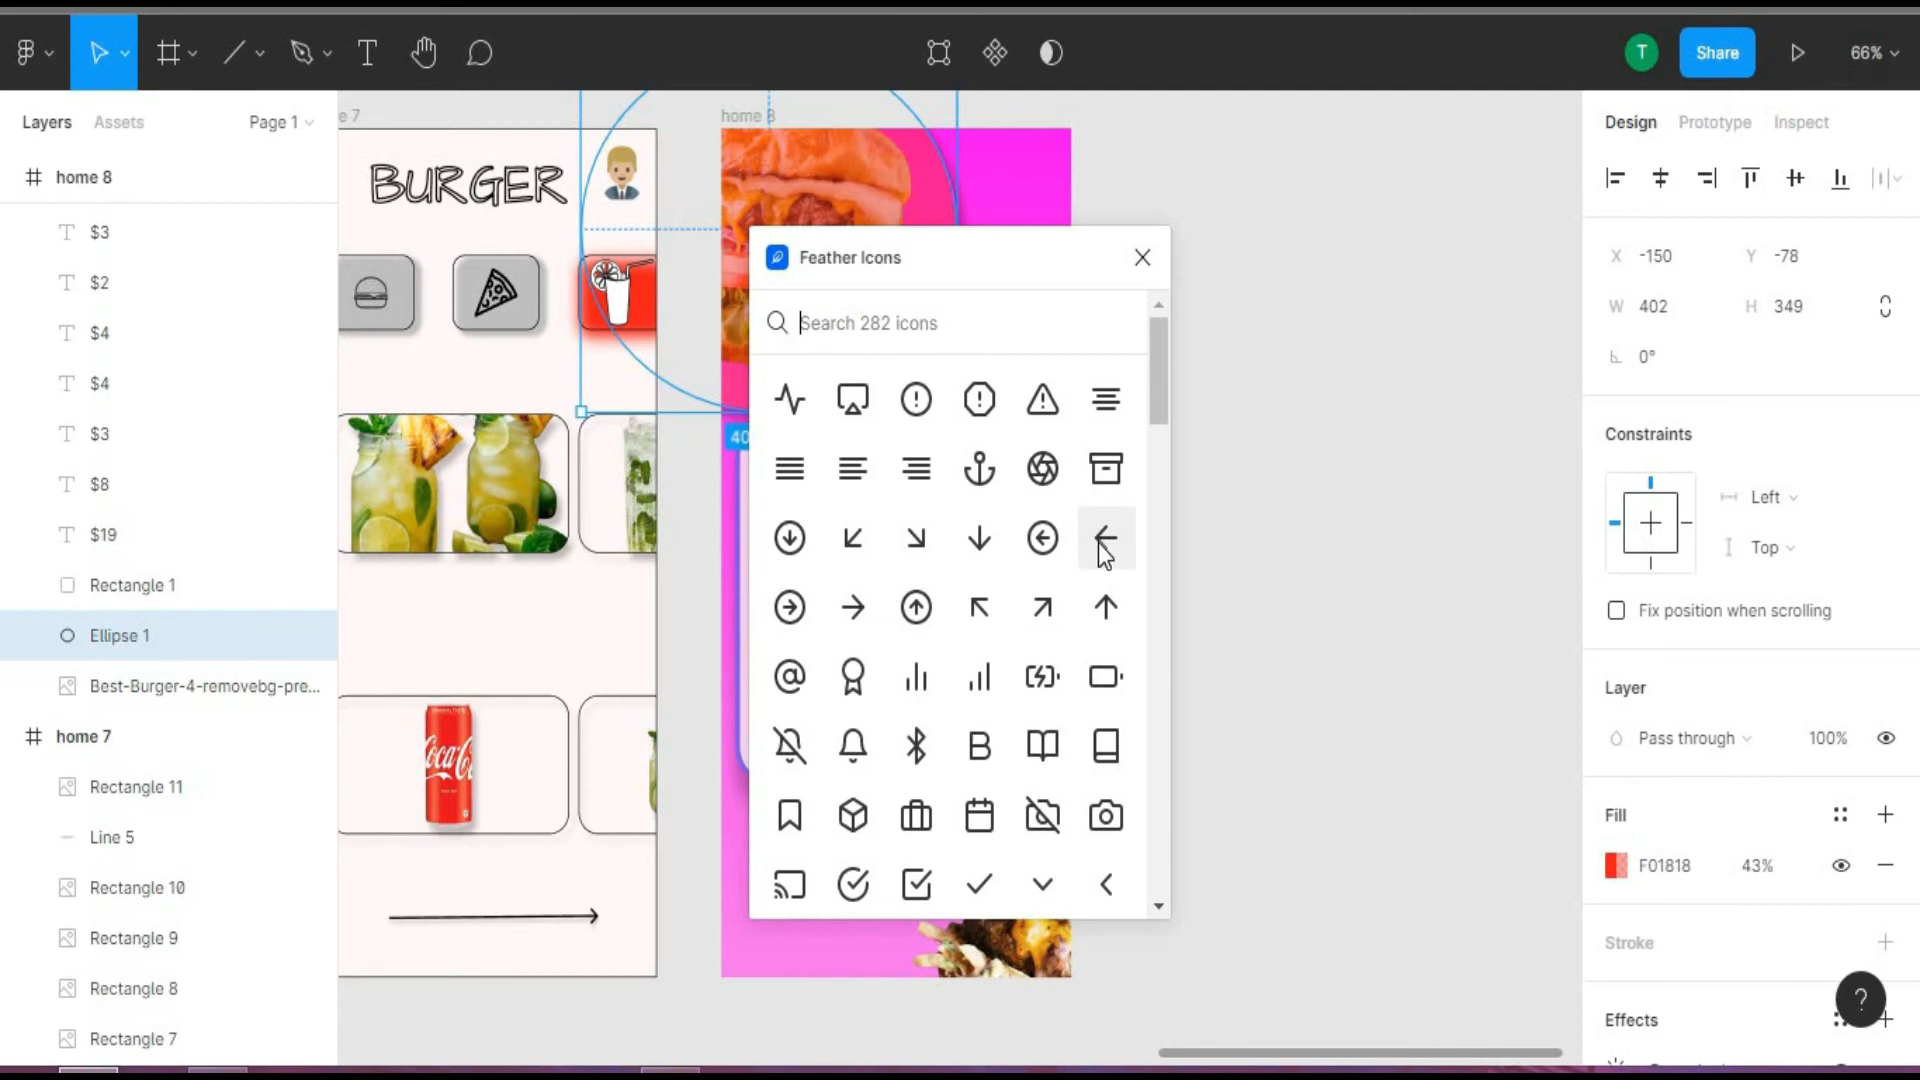 T
Share
66%
Layers
Assets
Page 1
home 8
$3
$2
$4
$4
$3
$8
$19
Rectangle 1
Ellipse 1
Best-Burger-4-removebg-pre...
home 7
Rectangle 11
Line 5
Rectangle 10
Rectangle 9
Rectangle 8
Rectangle 7
e 7
BURGER
Coca-C
home 8
40
Feather Icons
Search 282 icons
Design
Prototype
Inspect
X -150
Y -78
W 402
H 349
0°
Constraints
Left
Top
Fix position when scrolling
Layer
Pass through
100%
Fill
F01818
43%
Stroke
Effects
?